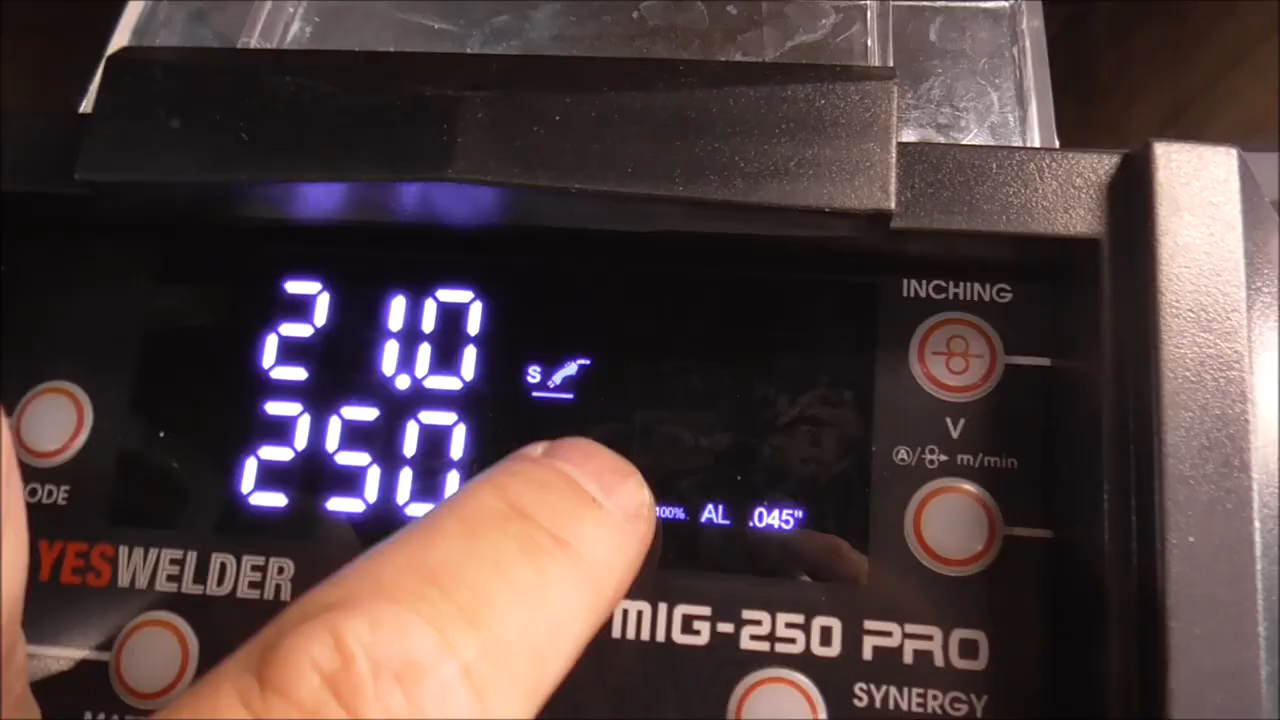 INCHING
21.0
S
V
250
A/ m/min
ODE
100% AL .045"
YESWELDER
MIG-250 PRO
SYNERGY